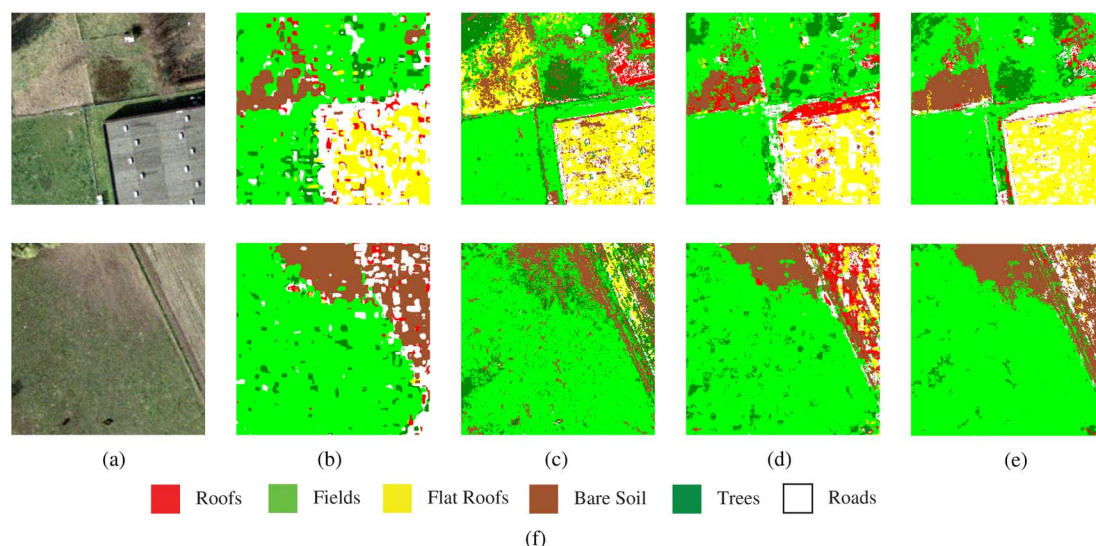 (a) (b) (c) (d) (e)
Roofs Fields Flat Roofs Bare Soil Trees Roads
(f)